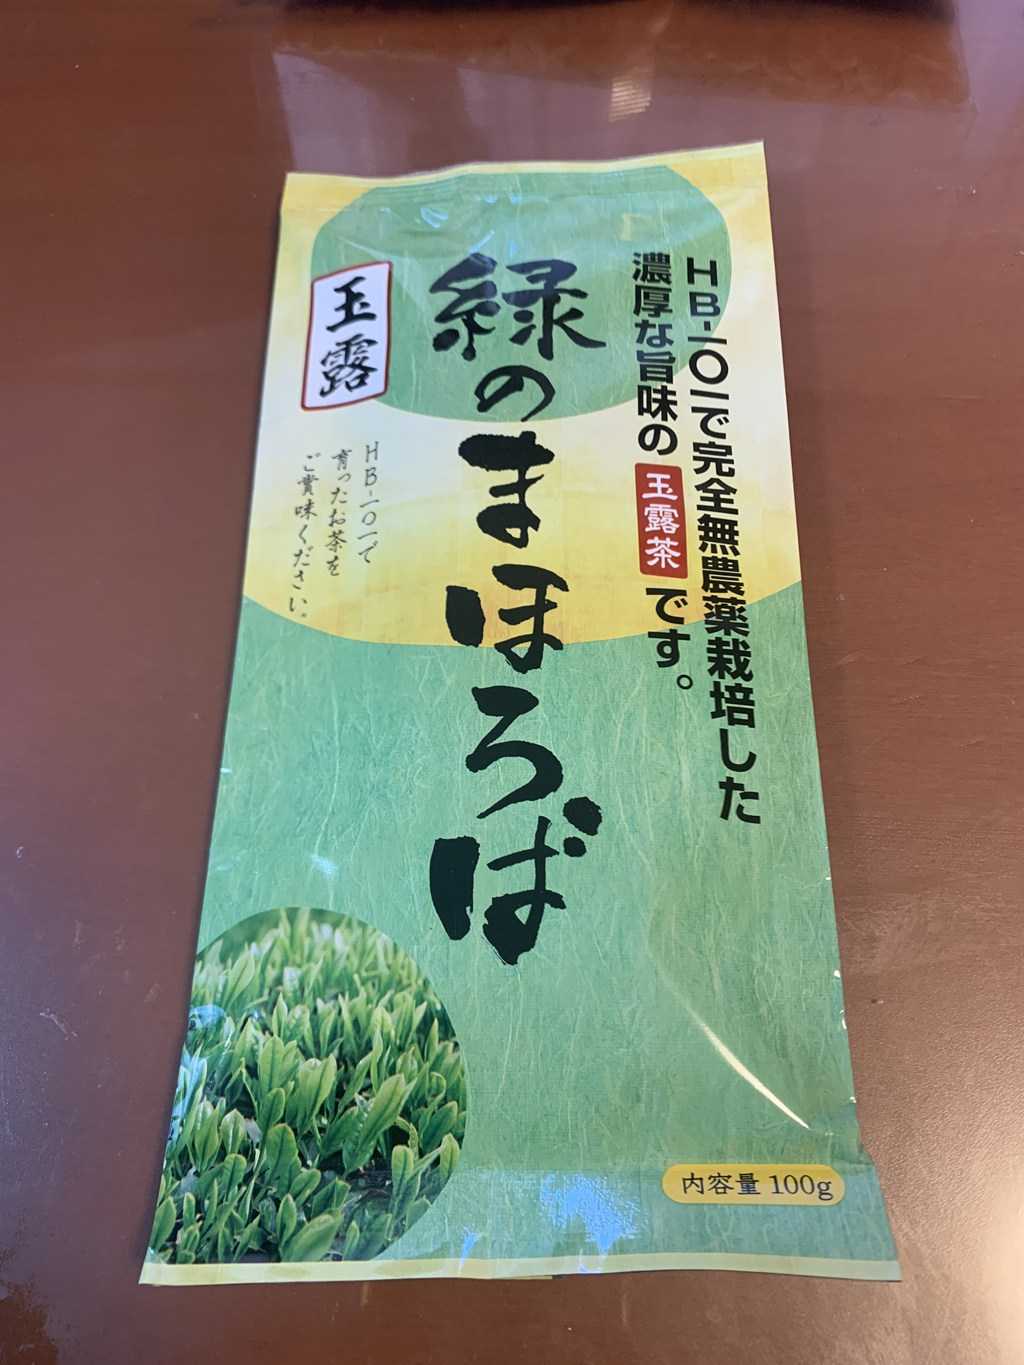 HB-一〇一で完全無農薬栽培した
濃厚な旨味の玉露茶です。
緑のまほろば
玉露
HB-一〇一で
育ったお茶を
ご賞味ください。
内容量 100g